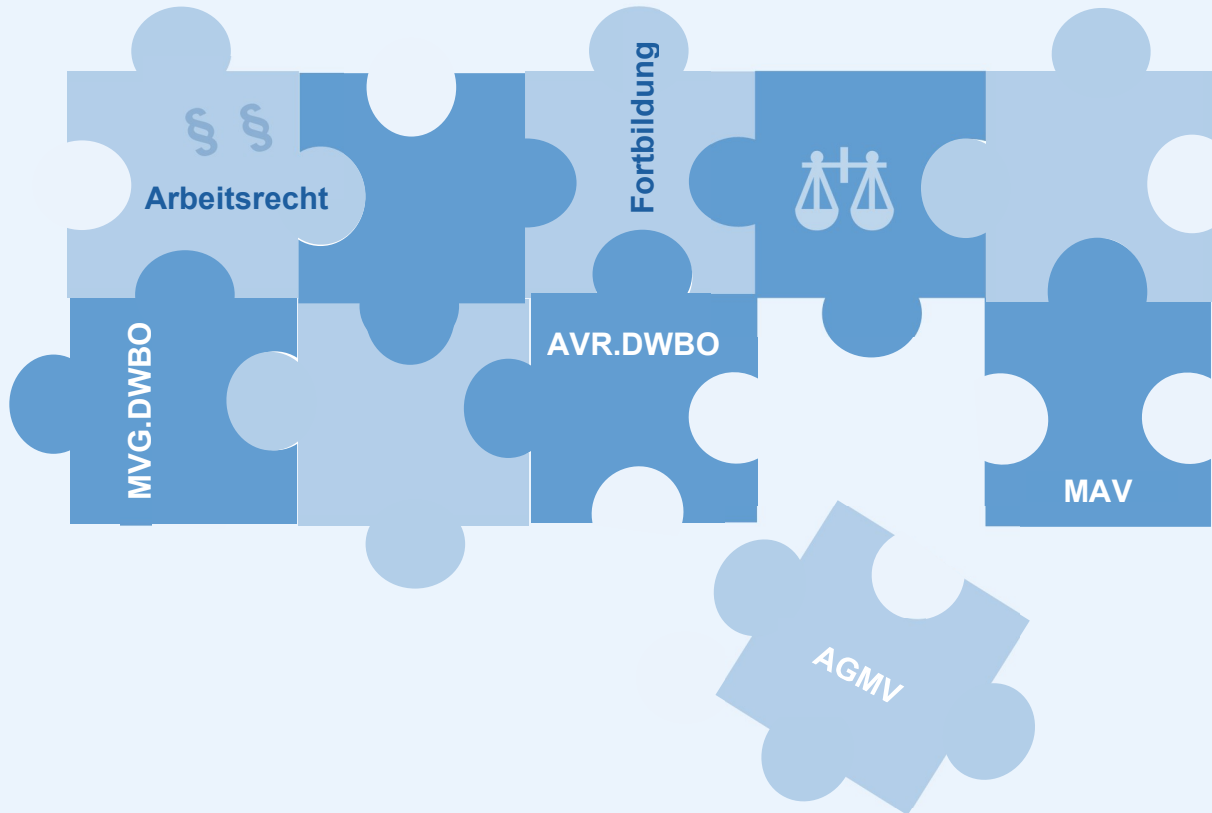 § §
Arbeitsrecht
Fortbildung
MVG.DWBO
AVR.DWBO
MAV
AGMV